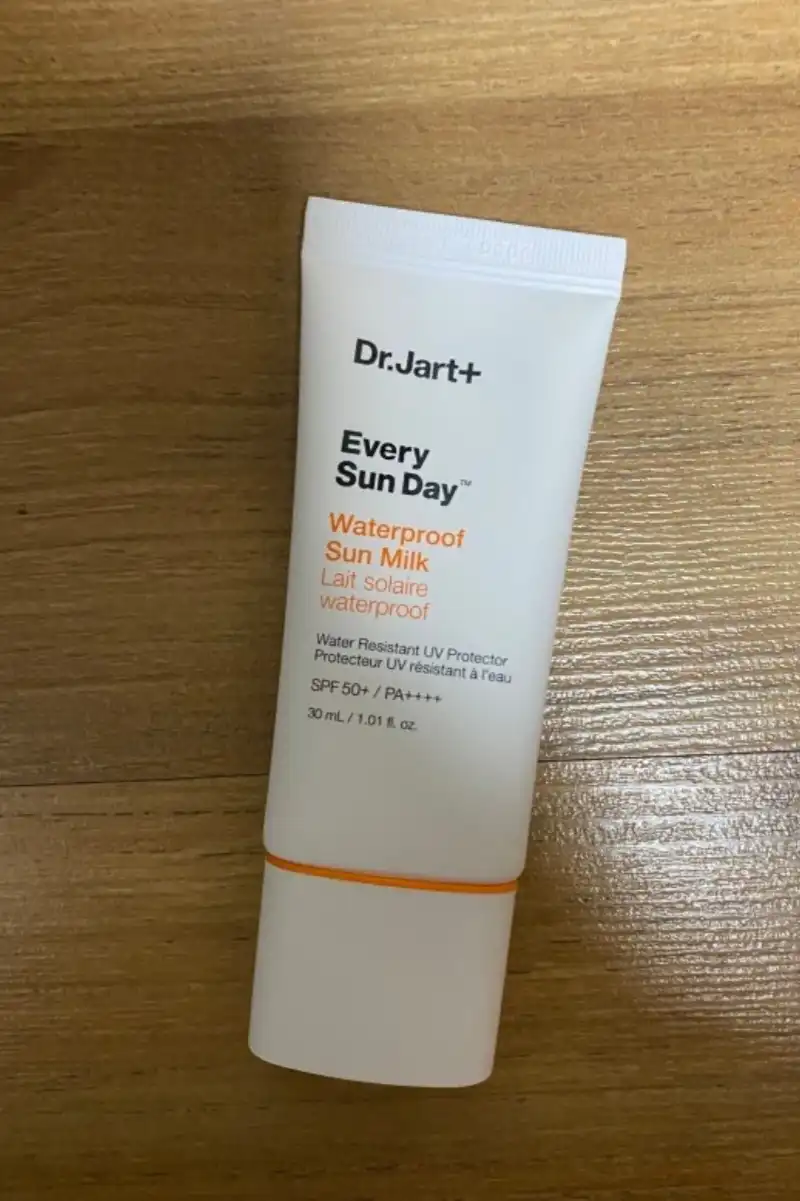 Dr.Jart+
Every
Sun Day™
Waterproof
Sun Milk
Lait solaire
waterproof
Water Resistant UV Protector
Protecteur UV résistant à l'eau
SPF 50+ / PA++++
30 mL / 1.01 fl. oz.